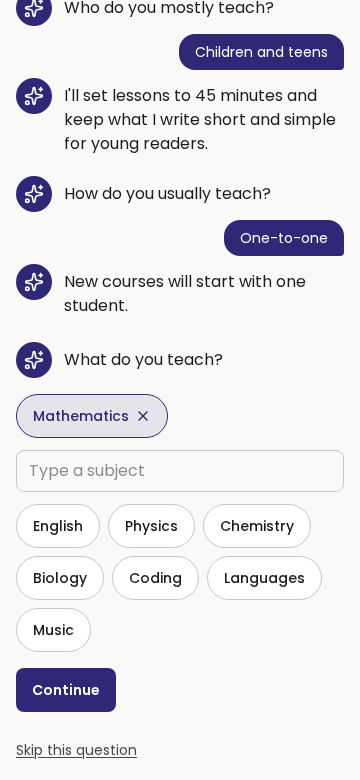 Who do you mostly teach?
Children and teens
I'll set lessons to 45 minutes and
keep what I write short and simple
for young readers.
How do you usually teach?
One-to-one
New courses will start with one
student.
What do you teach?
Mathematics
Type a subject
English Physics Chemistry
Biology Coding Languages
Music
Continue
Skip this question